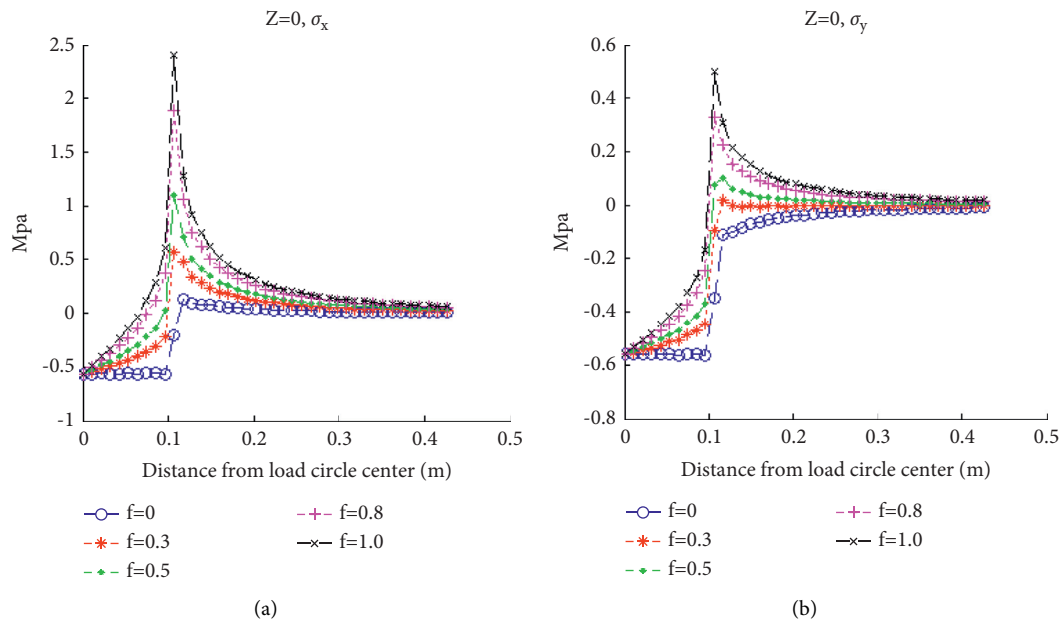 Z=0, σx
2.5
2
1.5
1
0.5
0
-0.5
-1
Mpa
0
0.1
0.2
0.3
0.4
0.5
Distance from load circle center (m)
f=0
f=0.3
f=0.5
f=0.8
f=1.0
(a)
Z=0, σy
0.6
0.4
0.2
0
-0.2
-0.4
-0.6
-0.8
Mpa
0
0.1
0.2
0.3
0.4
0.5
Distance from load circle center (m)
f=0
f=0.3
f=0.5
f=0.8
f=1.0
(b)